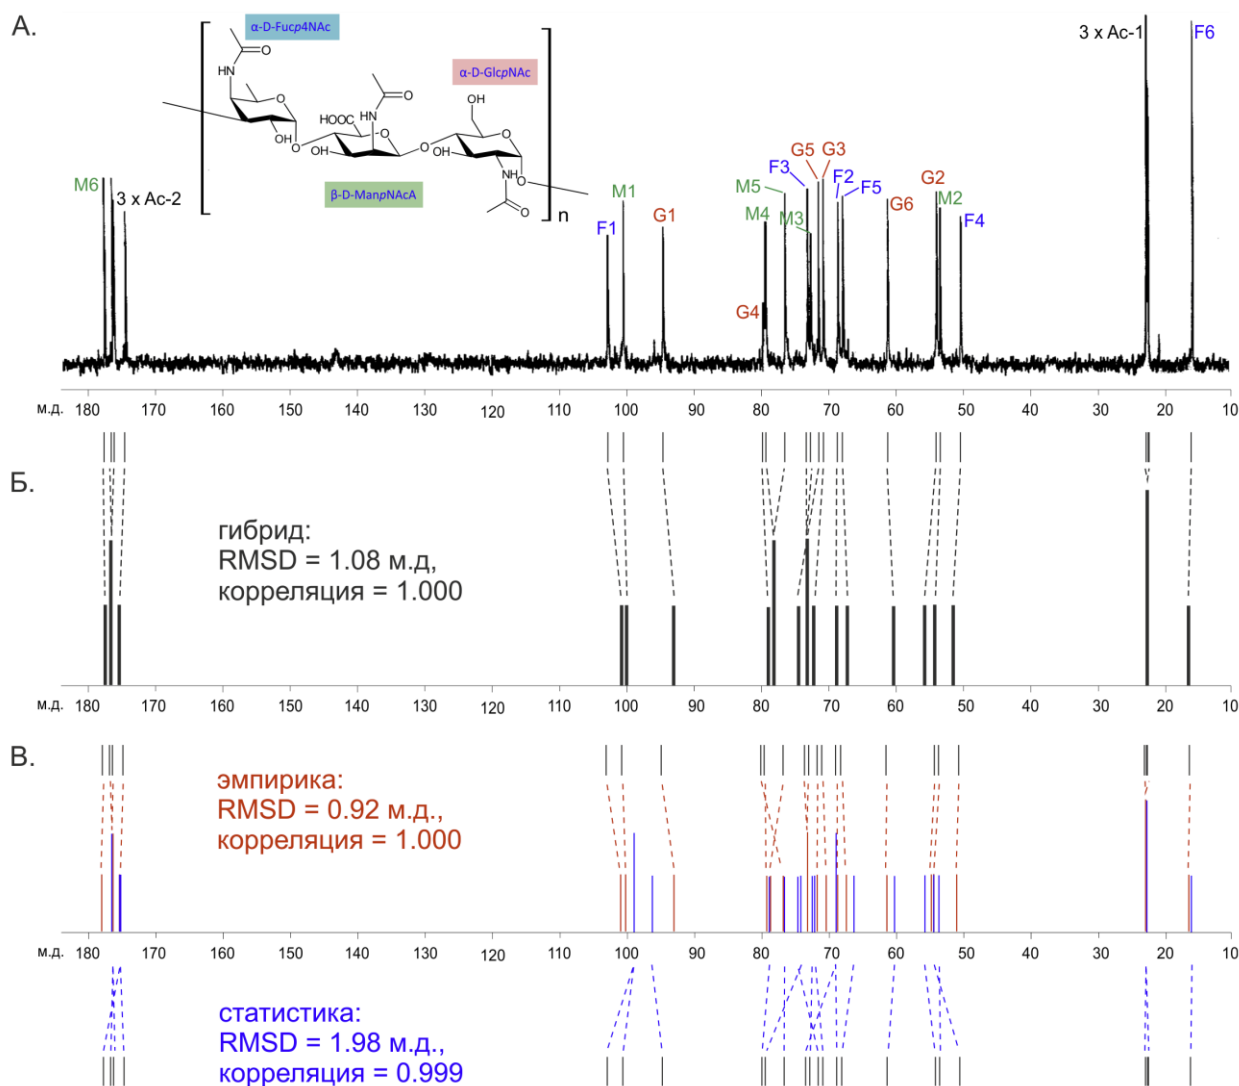 А.
α-D-Fucp4NAc
α-D-GlcpNAc
β-D-ManpNAcA
O
NH
O
OH
HOOC
O
NH
O
HO
O
O
OH
O
HO
NH
O
O
n
M6
3 x Ac-2
F1
M1
G1
G4
M4
M5
F3
M3
G5
G3
F2
F5
G6
G2
M2
F4
3 x Ac-1
F6
м.д. 180 170 160 150 140 130 120 110 100 90 80 70 60 50 40 30 20 10
Б.
гибрид:
RMSD = 1.08 м.д,
корреляция = 1.000
м.д. 180 170 160 150 140 130 120 110 100 90 80 70 60 50 40 30 20 10
В.
эмпирика:
RMSD = 0.92 м.д.,
корреляция = 1.000
м.д. 180 170 160 150 140 130 120 110 100 90 80 70 60 50 40 30 20 10
статистика:
RMSD = 1.98 м.д.,
корреляция = 0.999